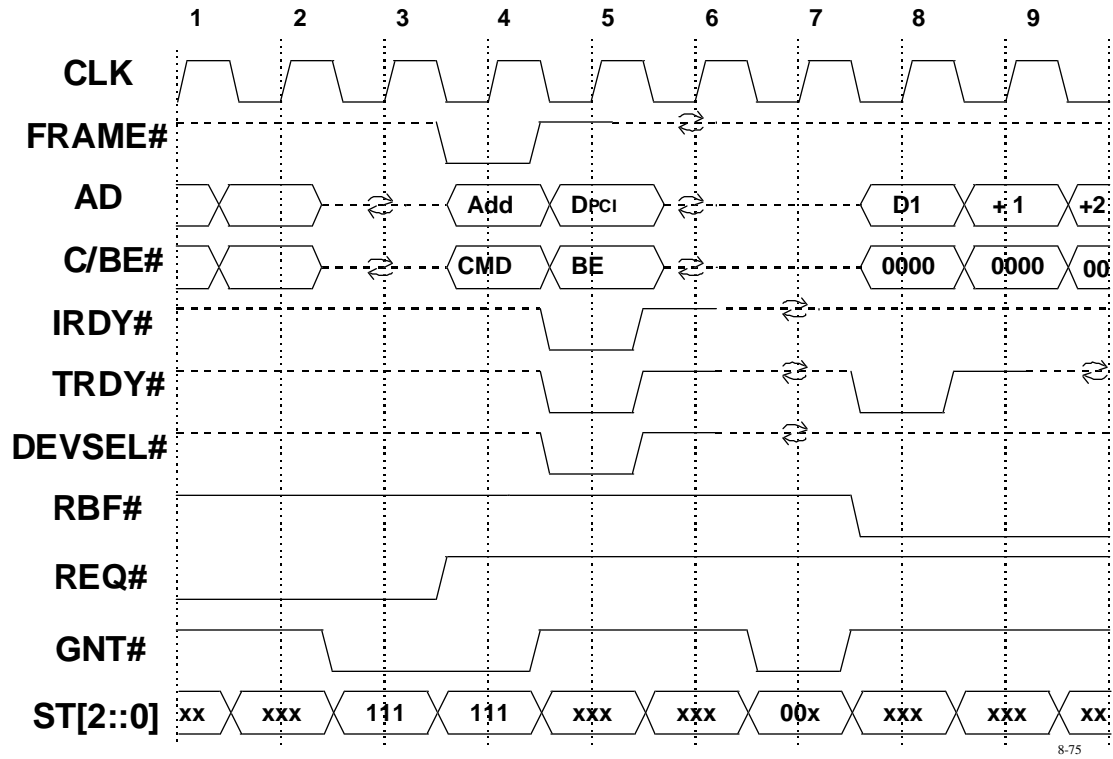 1 2 3 4 5 6 7 8 9
CLK
FRAME#
AD Add DPCI D1 +1 +2
C/BE# CMD BE 0000 0000 00
IRDY#
TRDY#
DEVSEL#
RBF#
REQ#
GNT#
ST[2::0] xx xxx 111 111 xxx xxx 00x xxx xxx xx
8-75